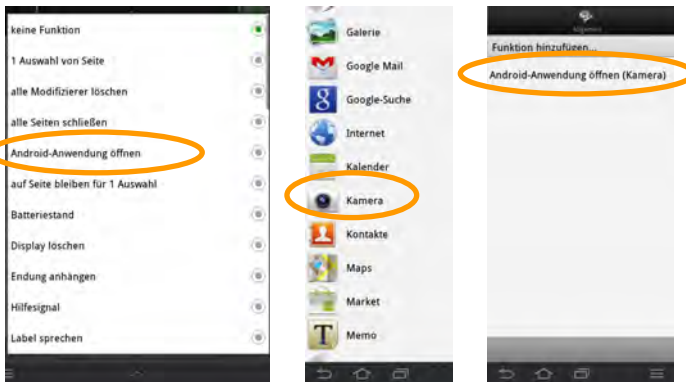 keine Funktion
1 Auswahl von Seite
alle Modifizierer löschen
alle Seiten schließen
Android-Anwendung öffnen
auf Seite bleiben für 1 Auswahl
Batteriestand
Display löschen
Endung anhängen
Hilfesignal
Label sprechen
Galerie
Google Mail
Google-Suche
Internet
Kalender
Kamera
Kontakte
Maps
Market
Memo
Allgemein
Funktion hinzufügen...
Android-Anwendung öffnen (Kamera)